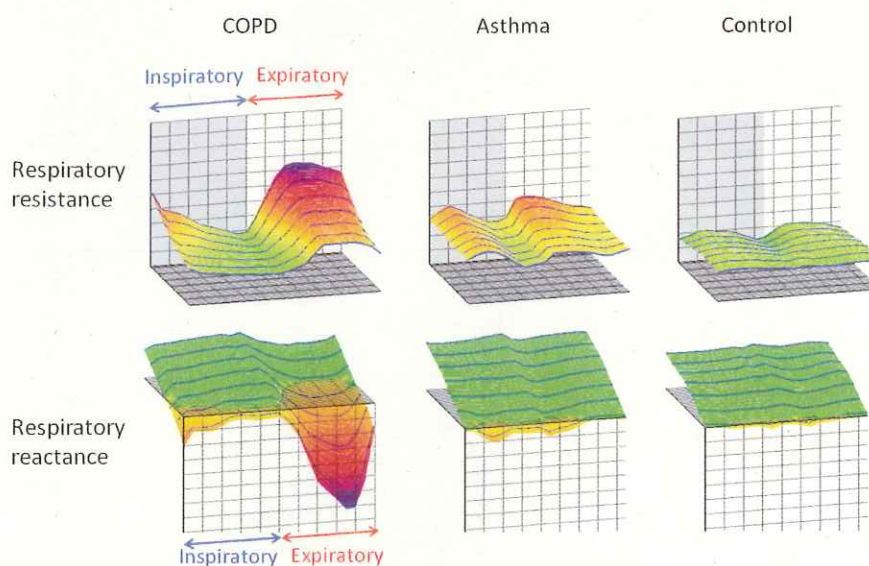 COPD
Asthma
Control
Inspiratory Expiratory
Respiratory
resistance
Respiratory
reactance
Inspiratory Expiratory